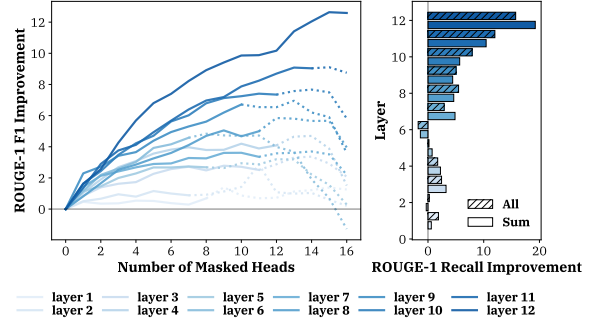 ROUGE-1 F1 Improvement
12
10
8
6
4
2
0
0 2 4 6 8 10 12 14 16
Number of Masked Heads
Layer
12
10
8
6
4
2
0
All
Sum
0 10 20
ROUGE-1 Recall Improvement
layer 1 layer 3 layer 5 layer 7 layer 9 layer 11
layer 2 layer 4 layer 6 layer 8 layer 10 layer 12